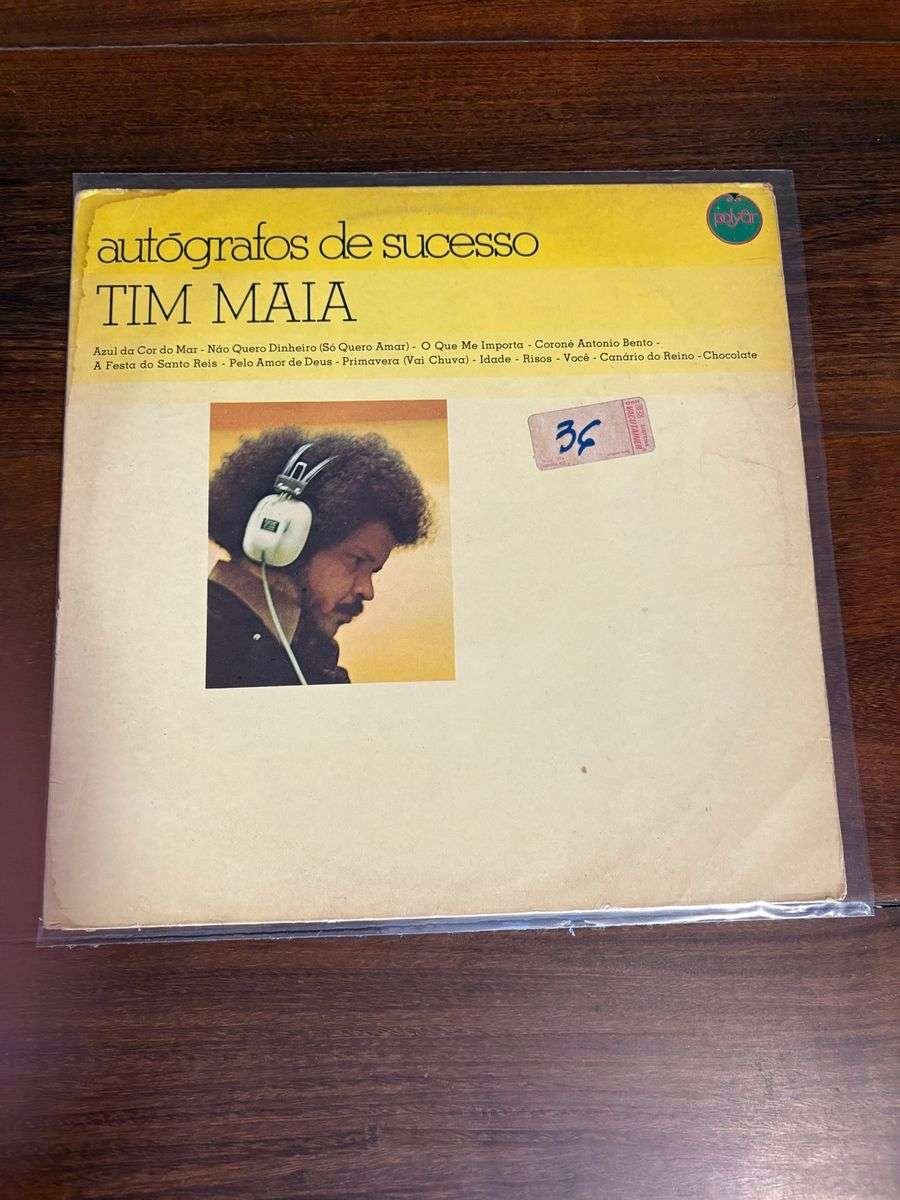 autógrafos de sucesso
polyfar
TIM MAIA
Azul da Cor do Mar - Não Quero Dinheiro (Só Quero Amar) - O Que Me Importa - Coroné Antonio Bento -
A Festa do Santo Reis - Pelo Amor de Deus - Primavera (Vai Chuva) - Idade - Risos - Você - Canário do Reino - Chocolate
36
VACUTAINER